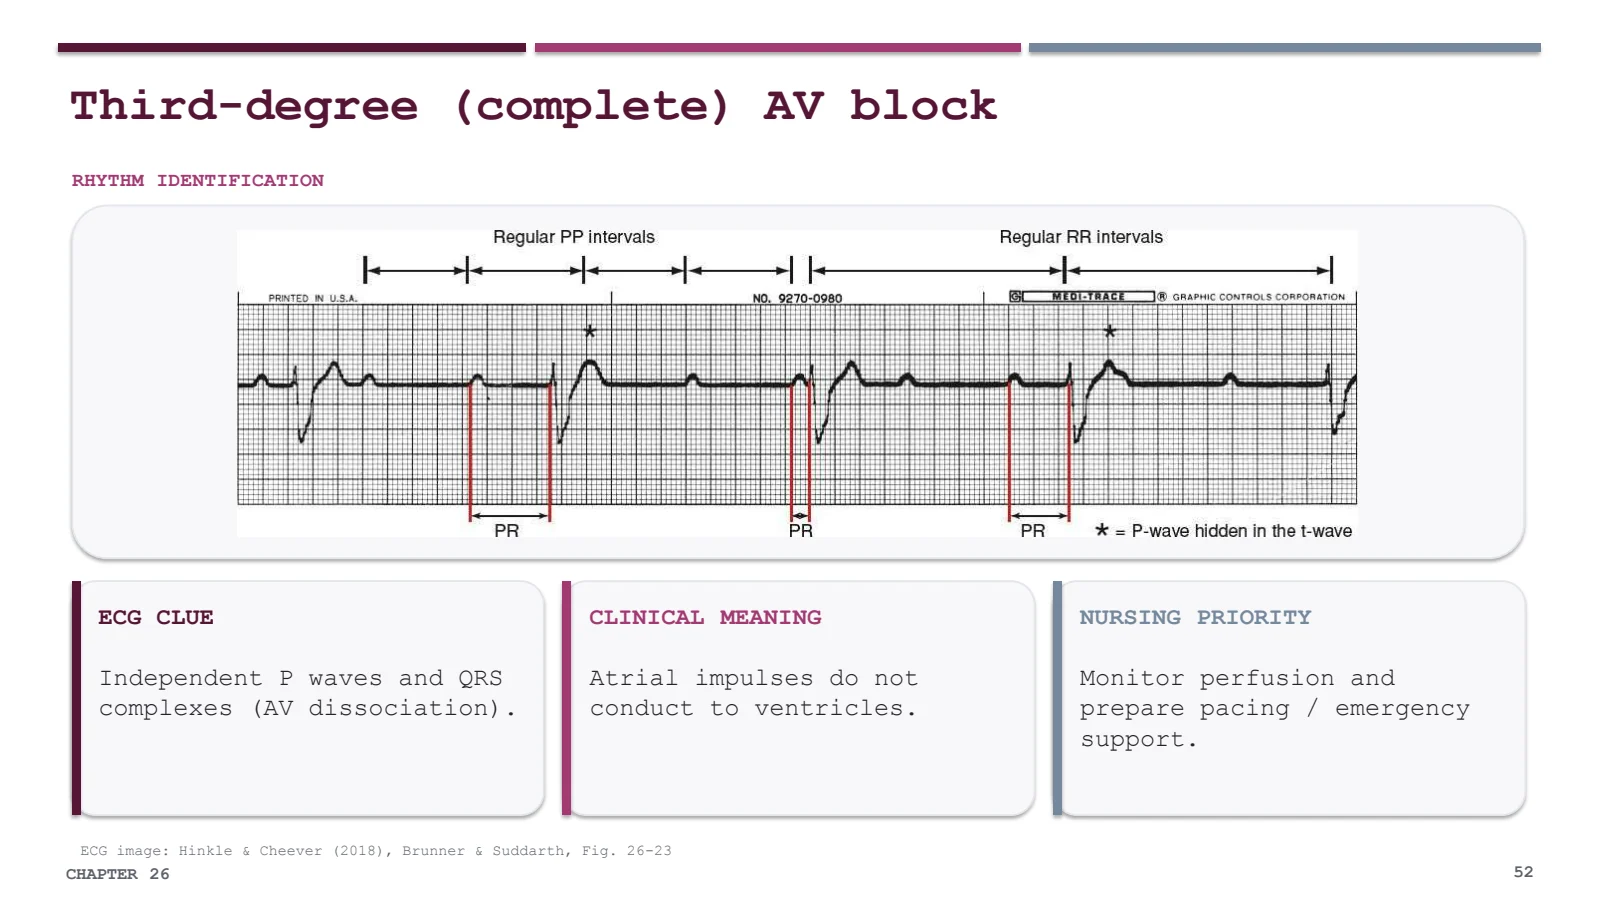 Third-degree (complete) AV block
RHYTHM IDENTIFICATION
Regular PP intervals
Regular RR intervals
PRINTED IN U.S.A.
NO. 9270-0980
G MEDI-TRACE ® GRAPHIC CONTROLS CORPORATION
* *
PR
PR
PR
* = P-wave hidden in the t-wave
ECG CLUE
Independent P waves and QRS
complexes (AV dissociation).
CLINICAL MEANING
Atrial impulses do not
conduct to ventricles.
NURSING PRIORITY
Monitor perfusion and
prepare pacing / emergency
support.
ECG image: Hinkle & Cheever (2018), Brunner & Suddarth, Fig. 26-23
CHAPTER 26
52